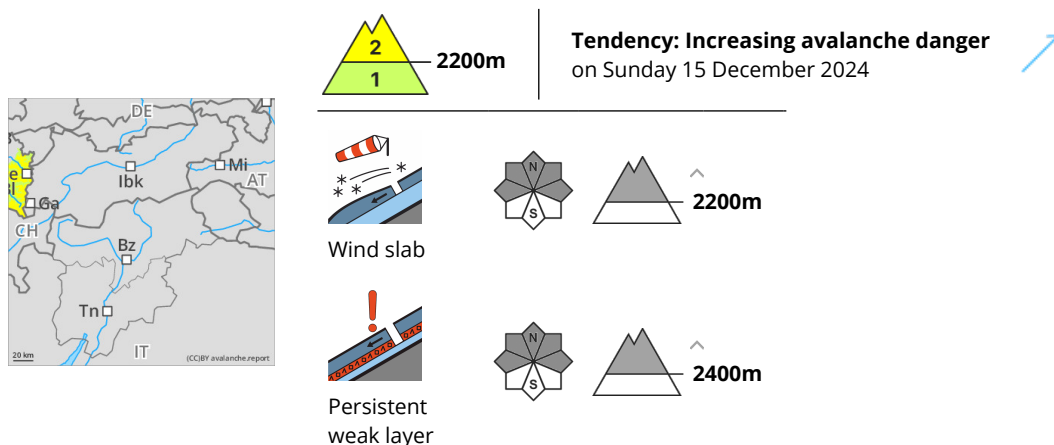 2
1
2200m
Tendency: Increasing avalanche danger
on Sunday 15 December 2024
DE
e
Ibk
Mi
AT
Ga
CH
Bz
Tn
IT
20 km
(CC)BY avalanche.report
N
S
2200m
Wind slab
N
S
2400m
Persistent
weak layer